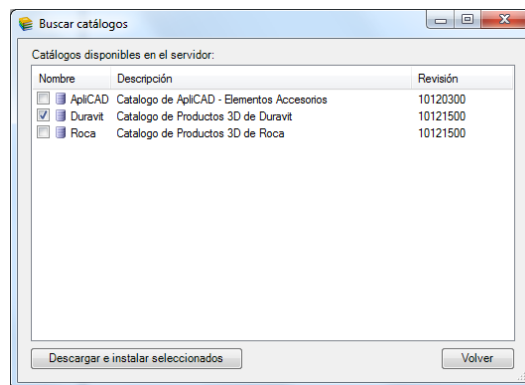 Buscar catálogos
Catálogos disponibles en el servidor:
Nombre Descripción Revisión
ApliCAD Catalogo de ApliCAD - Elementos Accesorios 10120300
Duravit Catalogo de Productos 3D de Duravit 10121500
Roca Catalogo de Productos 3D de Roca 10121500
Descargar e instalar seleccionados Volver